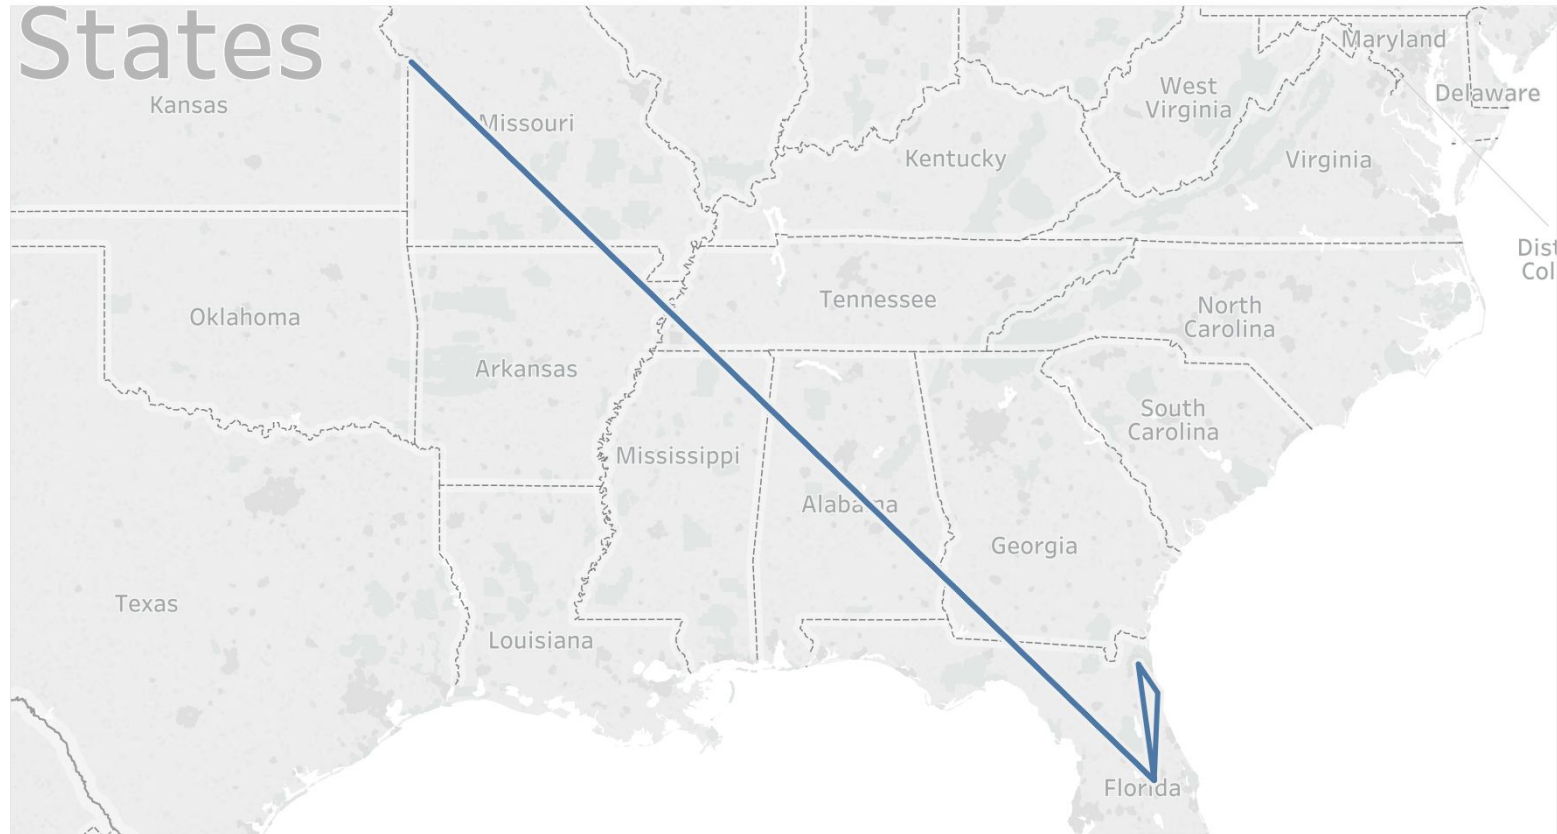 States
Maryland
Kansas
West
Virginia
Delaware
Missouri
Kentucky
Virginia
Dist
Col
Oklahoma
Tennessee
North
Carolina
Arkansas
South
Carolina
Mississippi
Alabama
Georgia
Texas
Louisiana
Florida